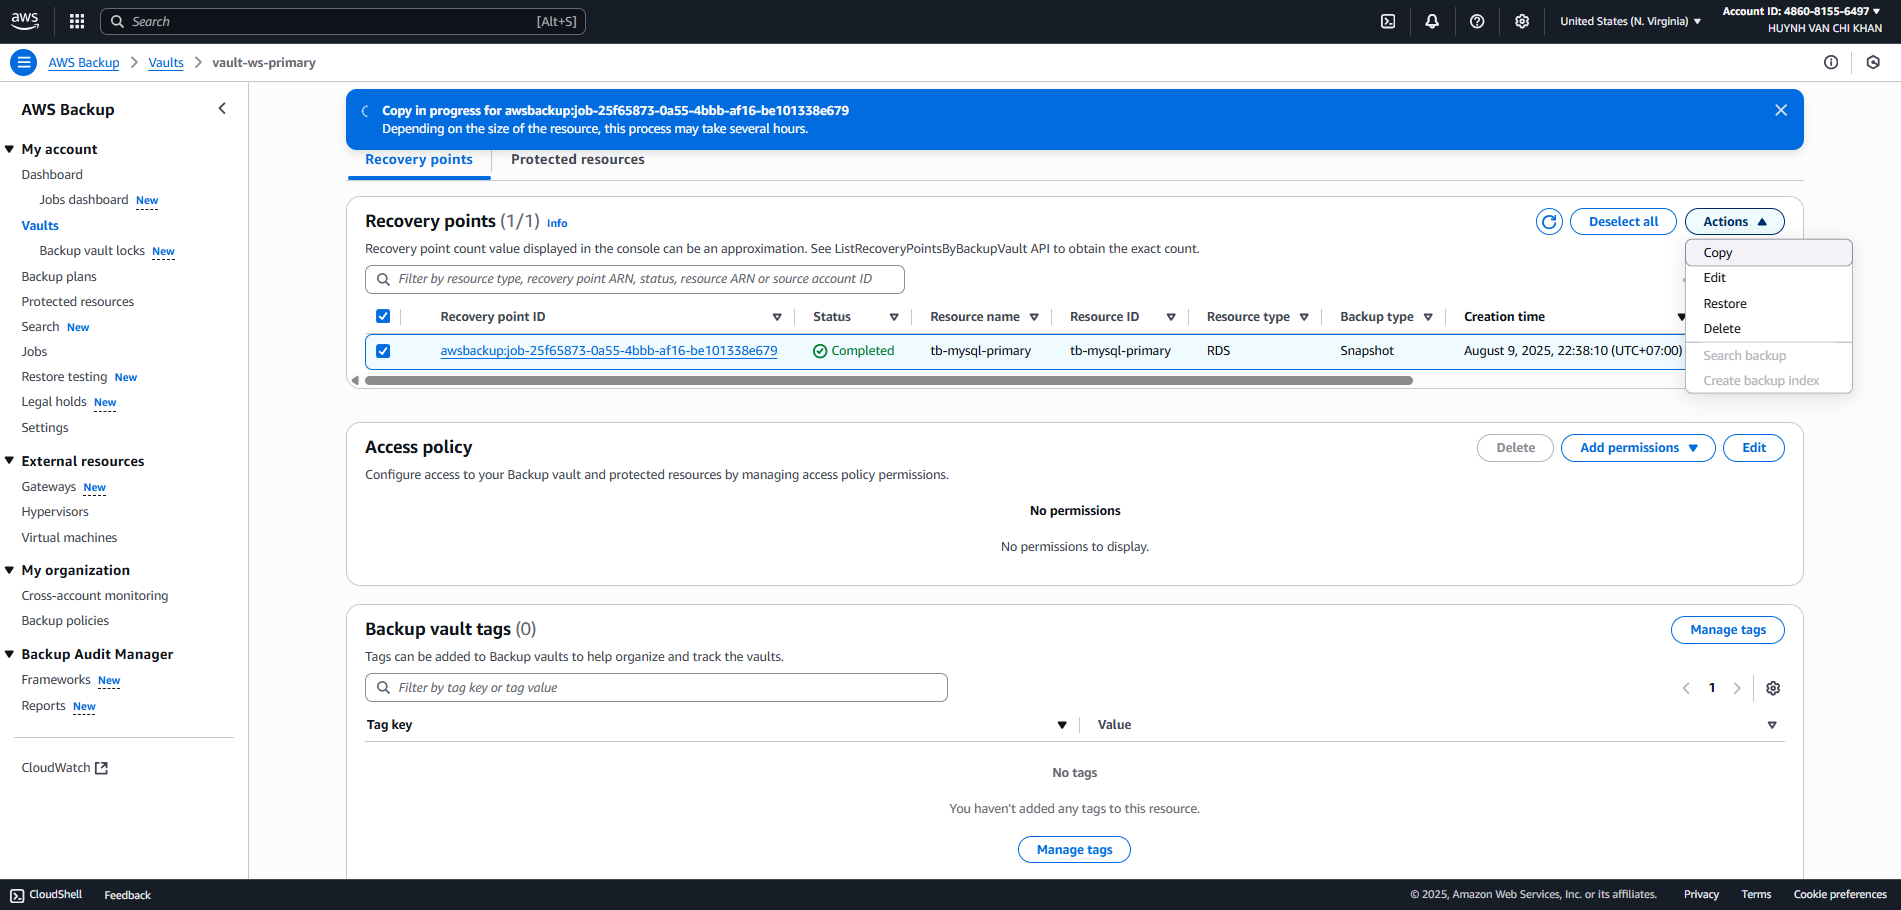 aws
Search [Alt+S]
United States (N. Virginia)
Account ID: 4860-8155-6497
HUYNH VAN CHI KHAN
AWS Backup
Vaults
vault-ws-primary
AWS Backup
My account
Dashboard
Jobs dashboard New
Vaults
Backup vault locks New
Backup plans
Protected resources
Search New
Jobs
Restore testing New
Legal holds New
Settings
External resources
Gateways New
Hypervisors
Virtual machines
My organization
Cross-account monitoring
Backup policies
Backup Audit Manager
Frameworks New
Reports New
CloudWatch
Copy in progress for awsbackup:job-25f65873-0a55-4bbb-af16-be101338e679
Depending on the size of the resource, this process may take several hours.
Recovery points
Protected resources
Recovery points (1/1) Info
Deselect all
Actions
Recovery point count value displayed in the console can be an approximation. See ListRecoveryPointsByBackupVault API to obtain the exact count.
Filter by resource type, recovery point ARN, status, resource ARN or source account ID
Copy
Edit
Restore
Delete
Search backup
Create backup index
Recovery point ID Status Resource name Resource ID Resource type Backup type Creation time
awsbackup:job-25f65873-0a55-4bbb-af16-be101338e679 Completed tb-mysql-primary tb-mysql-primary RDS Snapshot August 9, 2025, 22:38:10 (UTC+07:00)
Access policy
Delete
Add permissions
Edit
Configure access to your Backup vault and protected resources by managing access policy permissions.
No permissions
No permissions to display.
Backup vault tags (0)
Manage tags
Tags can be added to Backup vaults to help organize and track the vaults.
Filter by tag key or tag value
1
Tag key Value
No tags
You haven't added any tags to this resource.
Manage tags
CloudShell
Feedback
© 2025, Amazon Web Services, Inc. or its affiliates.
Privacy
Terms
Cookie preferences